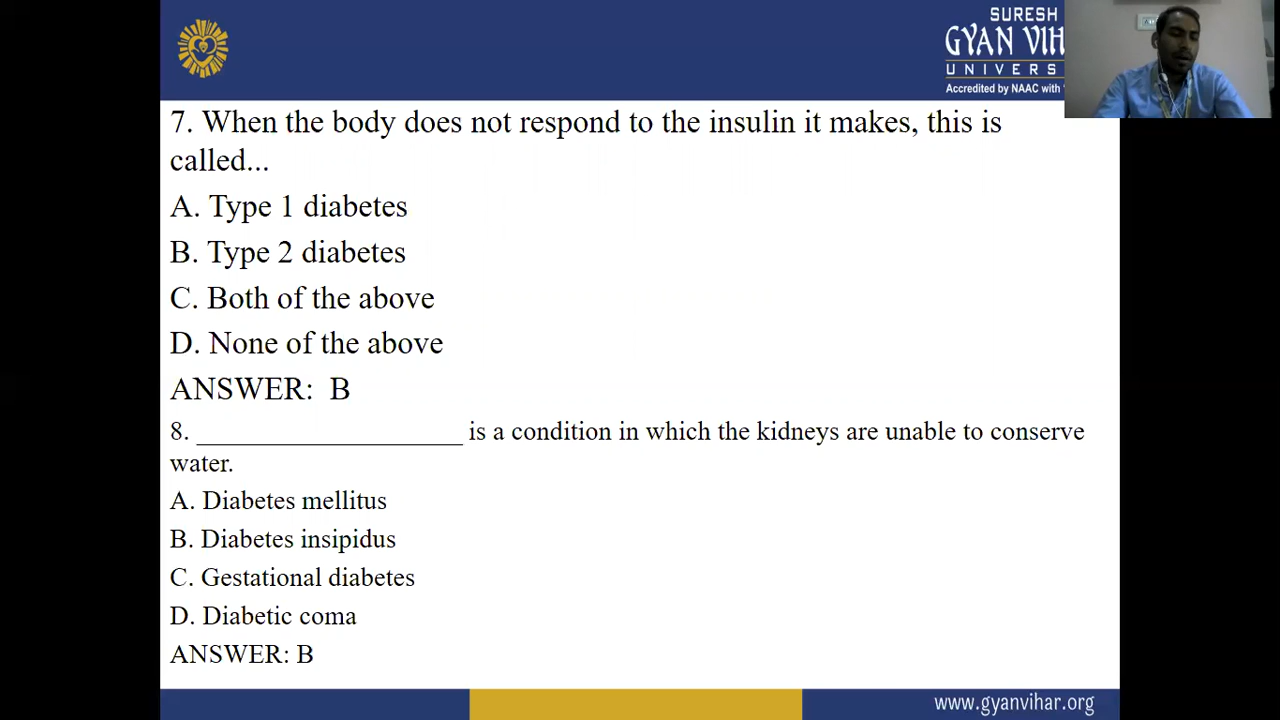 SURESH
GYAN VIH
UNIVERS
Accredited by NAAC with
7. When the body does not respond to the insulin it makes, this is
called...
A. Type 1 diabetes
B. Type 2 diabetes
C. Both of the above
D. None of the above
ANSWER:  B
8. ____________________ is a condition in which the kidneys are unable to conserve
water.
A. Diabetes mellitus
B. Diabetes insipidus
C. Gestational diabetes
D. Diabetic coma
ANSWER: B
www.gyanvihar.org